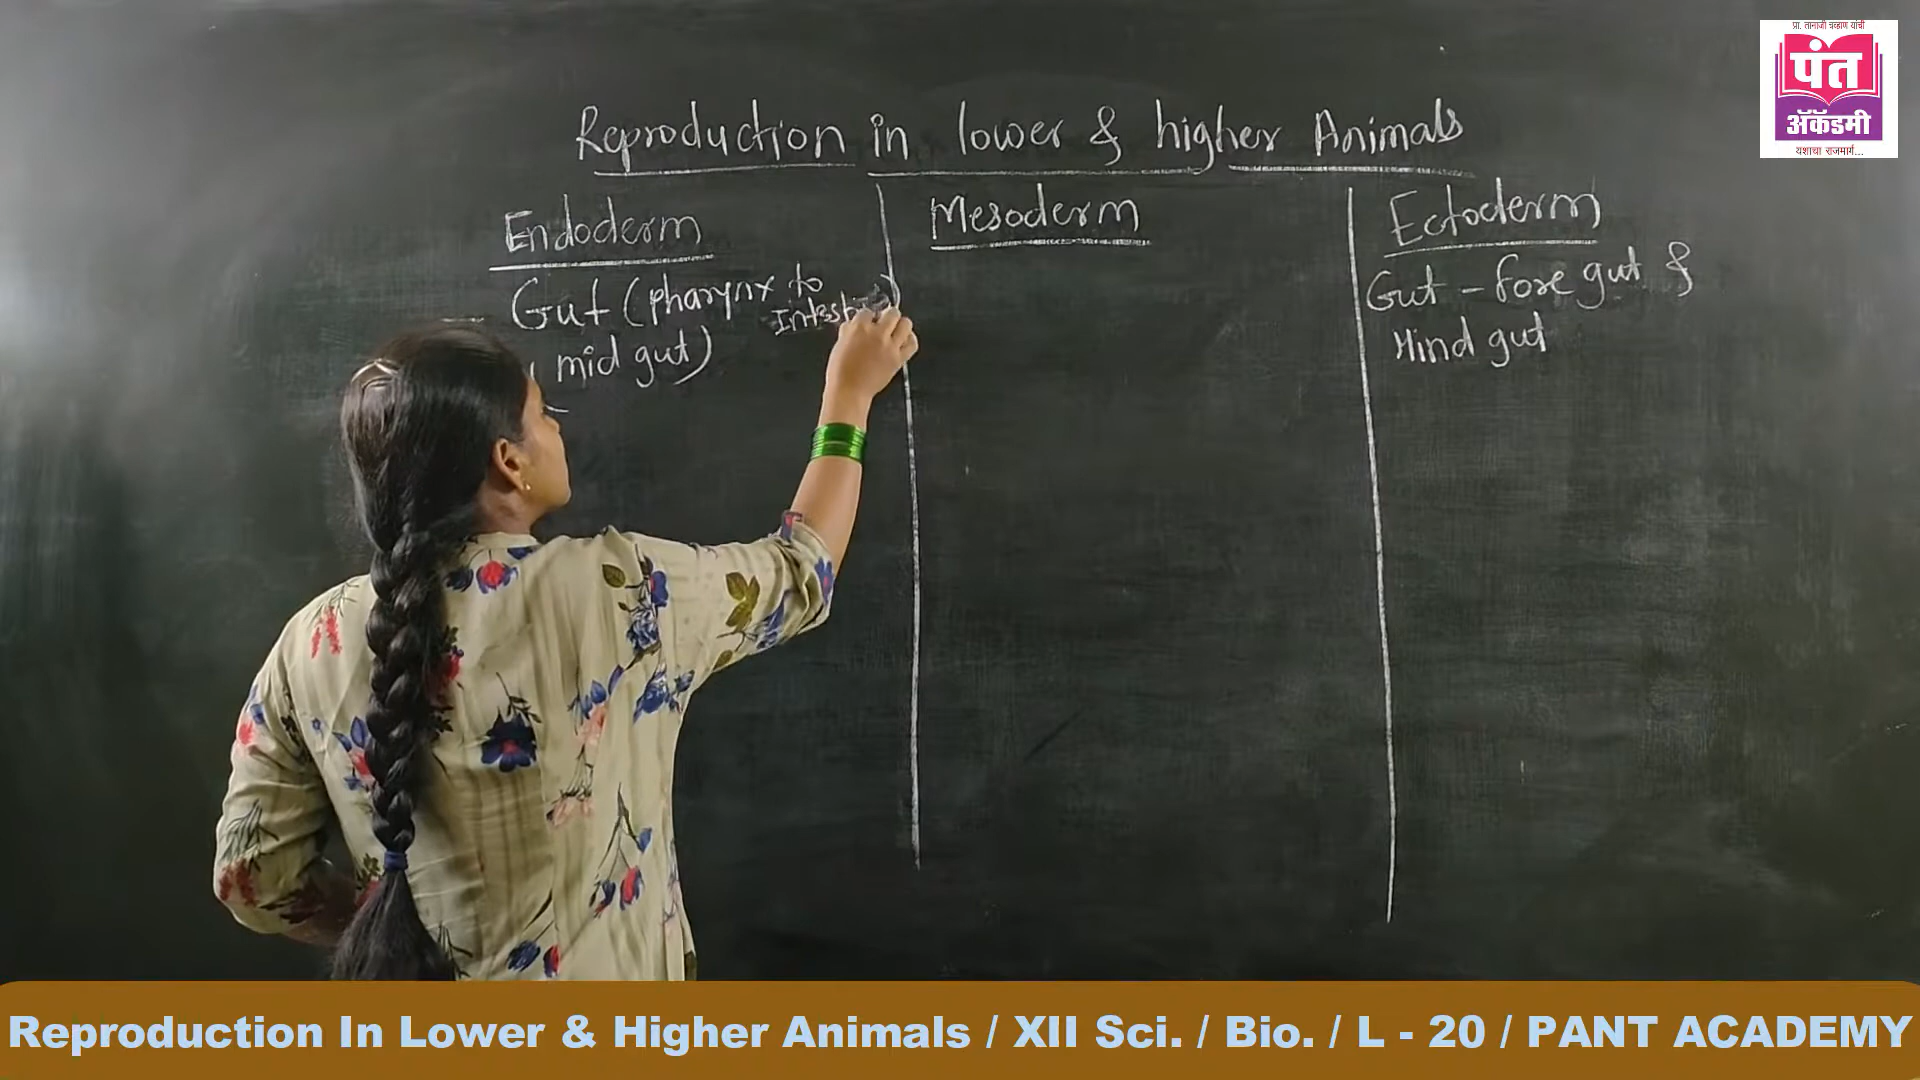 प्रा. तानाजी चव्हाण यांची
पंत
अ‍ॅकॅडमी
यशाचा राजमार्ग...
Reproduction in lower & higher Animals
Endoderm
Gut (pharynx to
mid gut)
Mesoderm
Ectoderm
Gut - fore gut &
Hind gut
Reproduction In Lower & Higher Animals / XII Sci. / Bio. / L - 20 / PANT ACADEMY